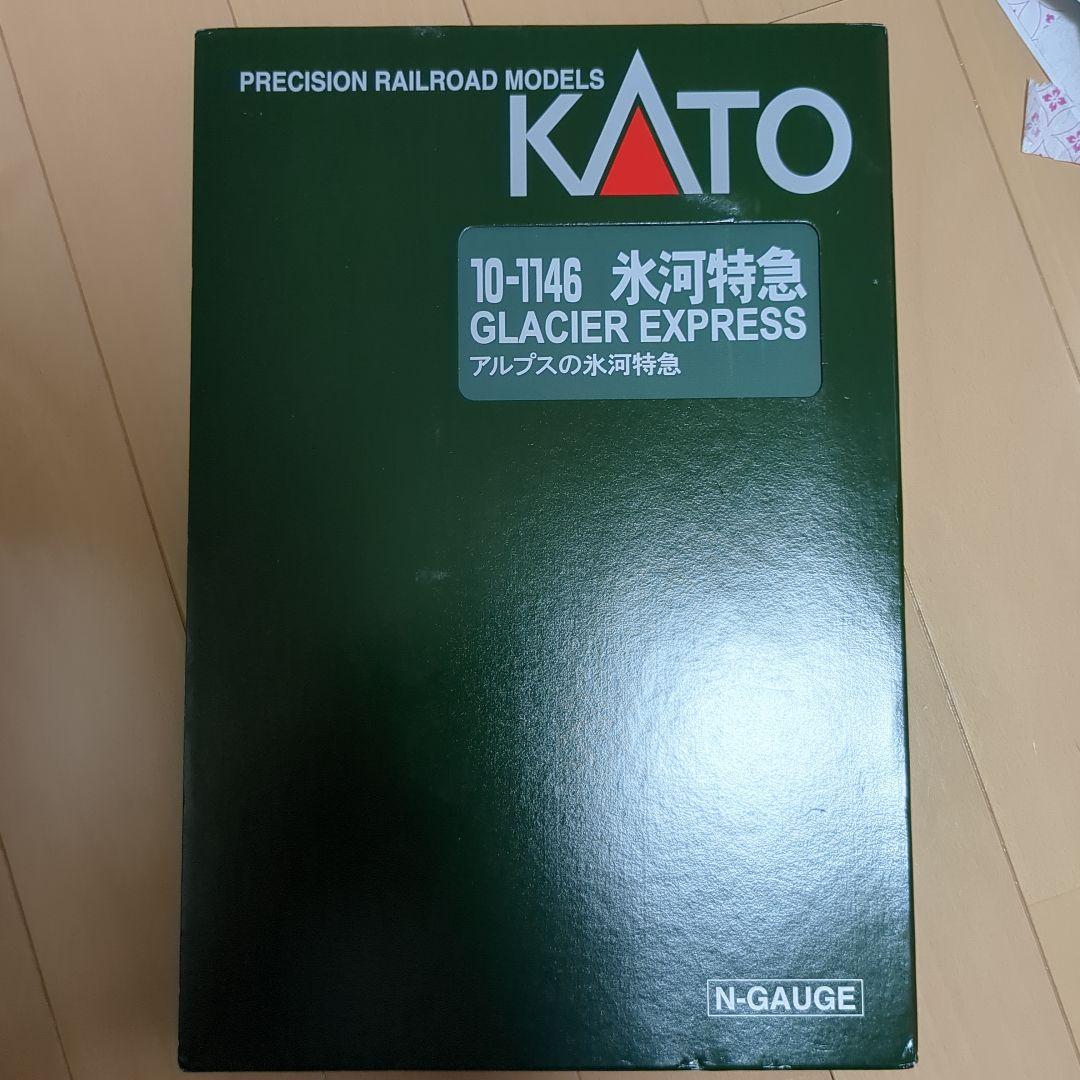 PRECISION RAILROAD MODELS
KATO
10-1146 氷河特急
GLACIER EXPRESS
アルプスの氷河特急
N-GAUGE